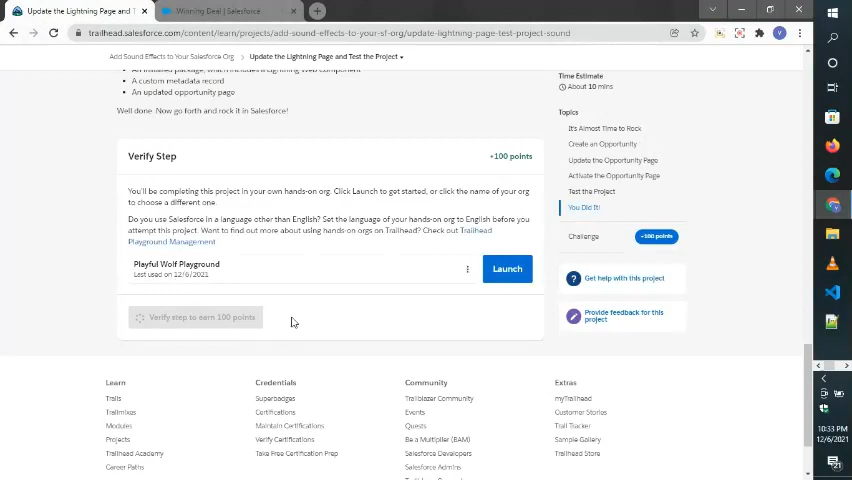 Update the Lightning Page and T
Winning Deal | Salesforce
trailhead.salesforce.com/content/learn/projects/add-sound-effects-to-your-sf-org/update-lightning-page-test-project-sound
Add Sound Effects to Your Salesforce Org
Update the Lightning Page and Test the Project
An installed package, which includes a Lightning Web Component
A custom metadata record
An updated opportunity page
Well done. Now go forth and rock it in Salesforce!
Verify Step
+100 points
You'll be completing this project in your own hands-on org. Click Launch to get started, or click the name of your org
to choose a different one.
Do you use Salesforce in a language other than English? Set the language of your hands-on org to English before you
attempt this project. Want to find out more about using hands-on orgs on Trailhead? Check out Trailhead
Playground Management
Playful Wolf Playground
Last used on 12/6/2021
Launch
Verify step to earn 100 points
Time Estimate
About 10 mins
Topics
It's Almost Time to Rock
Create an Opportunity
Update the Opportunity Page
Activate the Opportunity Page
Test the Project
You Did It!
Challenge
+100 points
Get help with this project
Provide feedback for this
project
Learn
Trails
Trailmixes
Modules
Projects
Trailhead Academy
Career Paths
Credentials
Superbadges
Certifications
Maintain Certifications
Verify Certifications
Take Free Certification Prep
Community
Trailblazer Community
Events
Quests
Be a Multiplier (BAM)
Salesforce Developers
Salesforce Admins
Extras
myTrailhead
Customer Stories
Trail Tracker
Sample Gallery
Trailhead Store
V
10:33 PM
12/6/2021
21